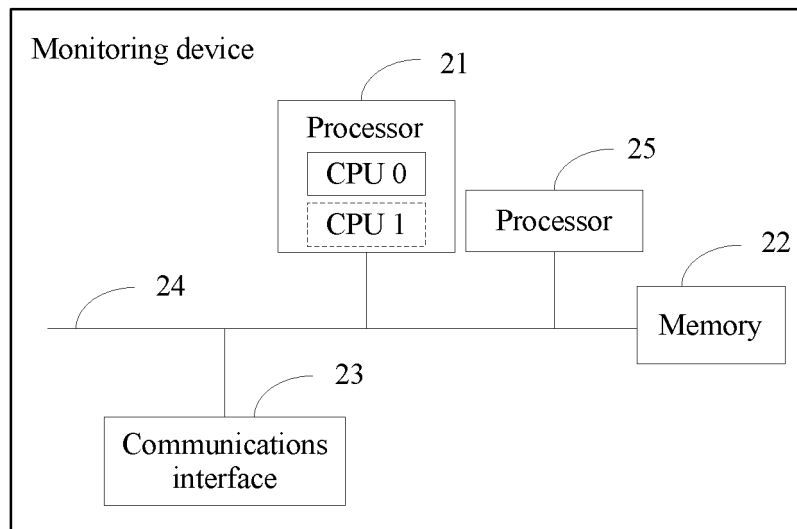 Monitoring device
21
Processor
CPU 0
CPU 1
25
Processor
22
Memory
24
23
Communications
interface